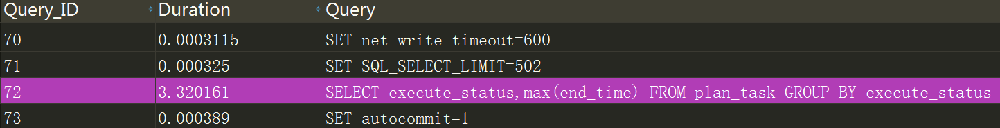 Query_ID Duration Query
70 0.0003115 SET net_write_timeout=600
71 0.000325 SET SQL_SELECT_LIMIT=502
72 3.320161 SELECT execute_status,max(end_time) FROM plan_task GROUP BY execute_status
73 0.000389 SET autocommit=1